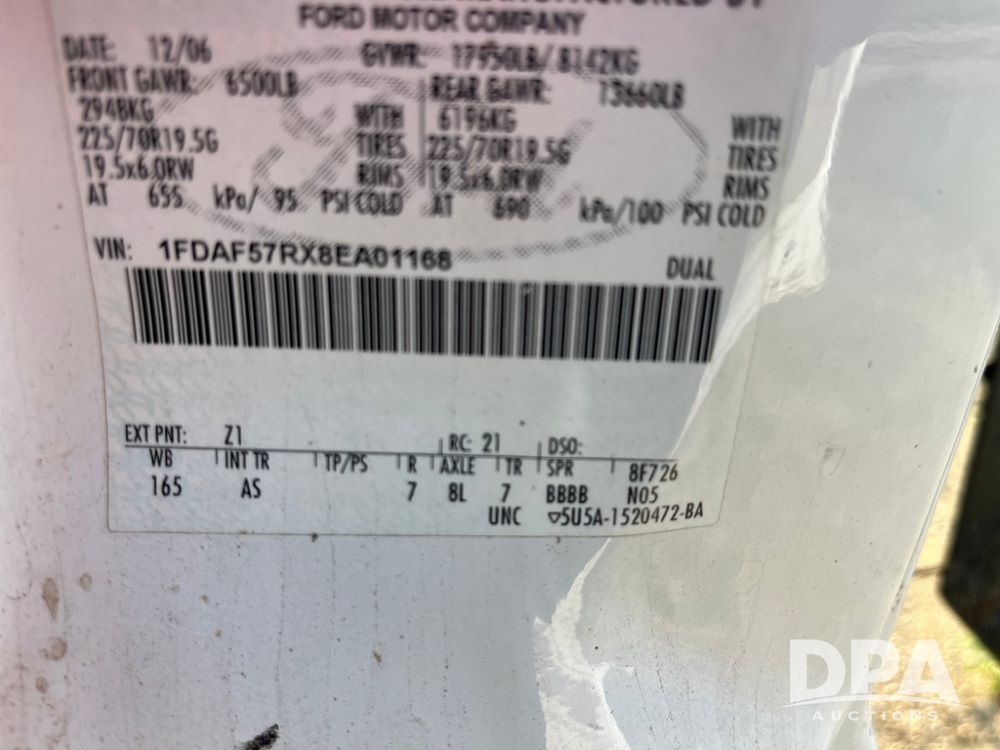 FORD MOTOR COMPANY
DATE: 12/06 GVWR: 17950LB/ 8142KG
FRONT GAWR: 6500LB REAR GAWR: 13660LB
2948KG WITH 6196KG WITH
225/70R19.5G TIRES 225/70R19.5G TIRES
19.5x6.0RW RIMS 19.5x6.0RW RIMS
AT 655 kPa/ 95 PSI COLD AT 690 kPa/100 PSI COLD
VIN: 1FDAF57RX8EA01168 DUAL
EXT PNT: Z1 RC: 21 DSO:
WB INT TR TP/PS R AXLE TR SPR 8F726
165 AS 7 8L 7 BBBB N05
UNC ▽5U5A-1520472-BA
DPA
AUCTIONS